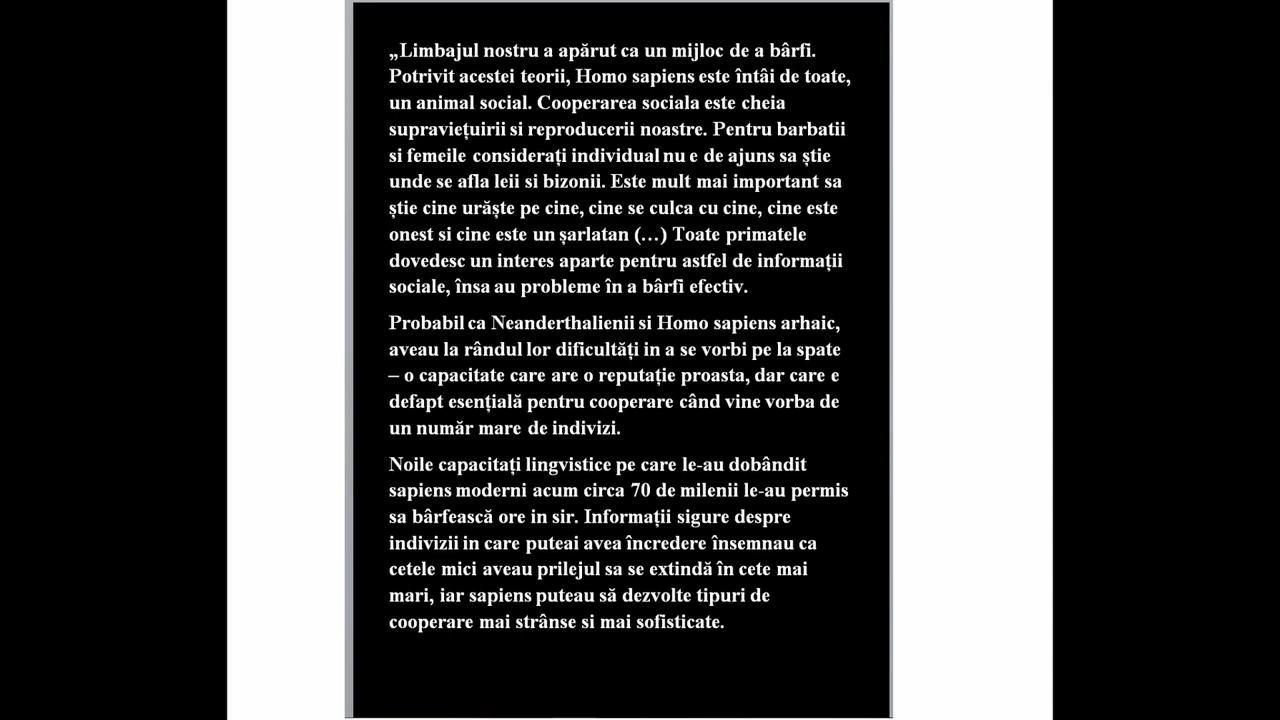 „Limbajul nostru a apărut ca un mijloc de a bârfi.
Potrivit acestei teorii, Homo sapiens este întâi de toate,
un animal social. Cooperarea sociala este cheia
supraviețuirii si reproducerii noastre. Pentru barbatii
si femeile considerați individual nu e de ajuns sa știe
unde se afla leii si bizonii. Este mult mai important sa
știe cine urăște pe cine, cine se culca cu cine, cine este
onest si cine este un șarlatan (…) Toate primatele
dovedesc un interes aparte pentru astfel de informații
sociale, însa au probleme în a bârfi efectiv.
Probabil ca Neanderthalienii si Homo sapiens arhaic,
aveau la rândul lor dificultăți in a se vorbi pe la spate
– o capacitate care are o reputație proasta, dar care e
defapt esențială pentru cooperare când vine vorba de
un număr mare de indivizi.
Noile capacitați lingvistice pe care le-au dobândit
sapiens moderni acum circa 70 de milenii le-au permis
sa bârfească ore in sir. Informații sigure despre
indivizii in care puteai avea încredere însemnau ca
cetele mici aveau prilejul sa se extindă în cete mai
mari, iar sapiens puteau să dezvolte tipuri de
cooperare mai strânse si mai sofisticate.